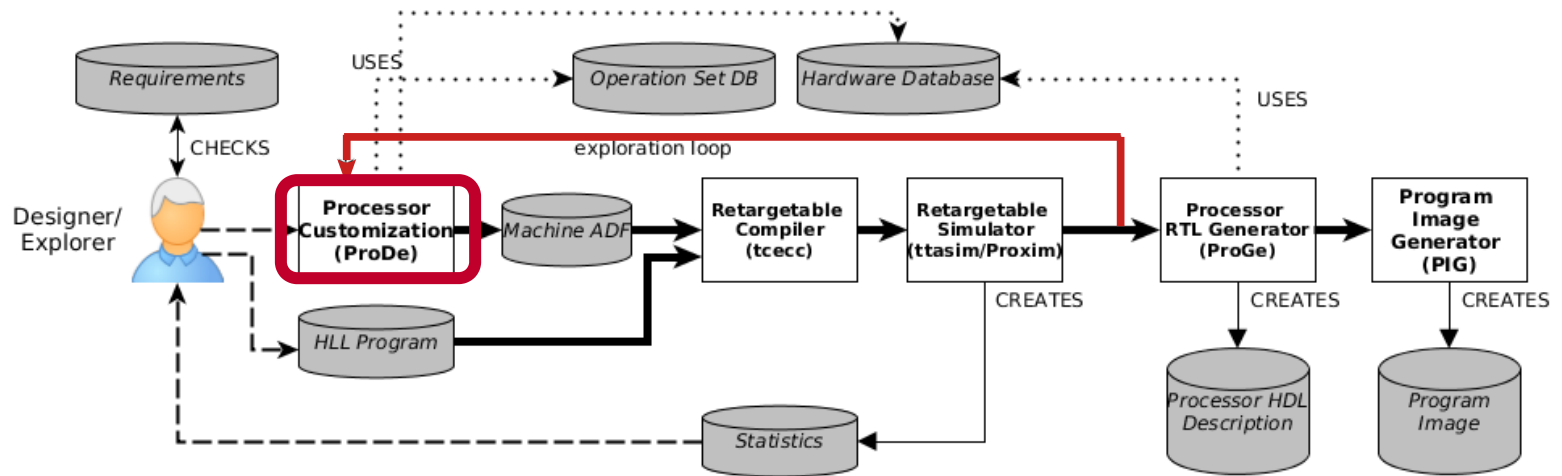 Requirements
USES
Operation Set DB
Hardware Database
USES
CHECKS
exploration loop
Designer/
Explorer
Processor
Customization
(ProDe)
Machine ADF
Retargetable
Compiler
(tcecc)
Retargetable
Simulator
(ttasim/Proxim)
Processor
RTL Generator
(ProGe)
Program
Image
Generator
(PIG)
HLL Program
CREATES
CREATES
CREATES
Statistics
Processor HDL
Description
Program
Image